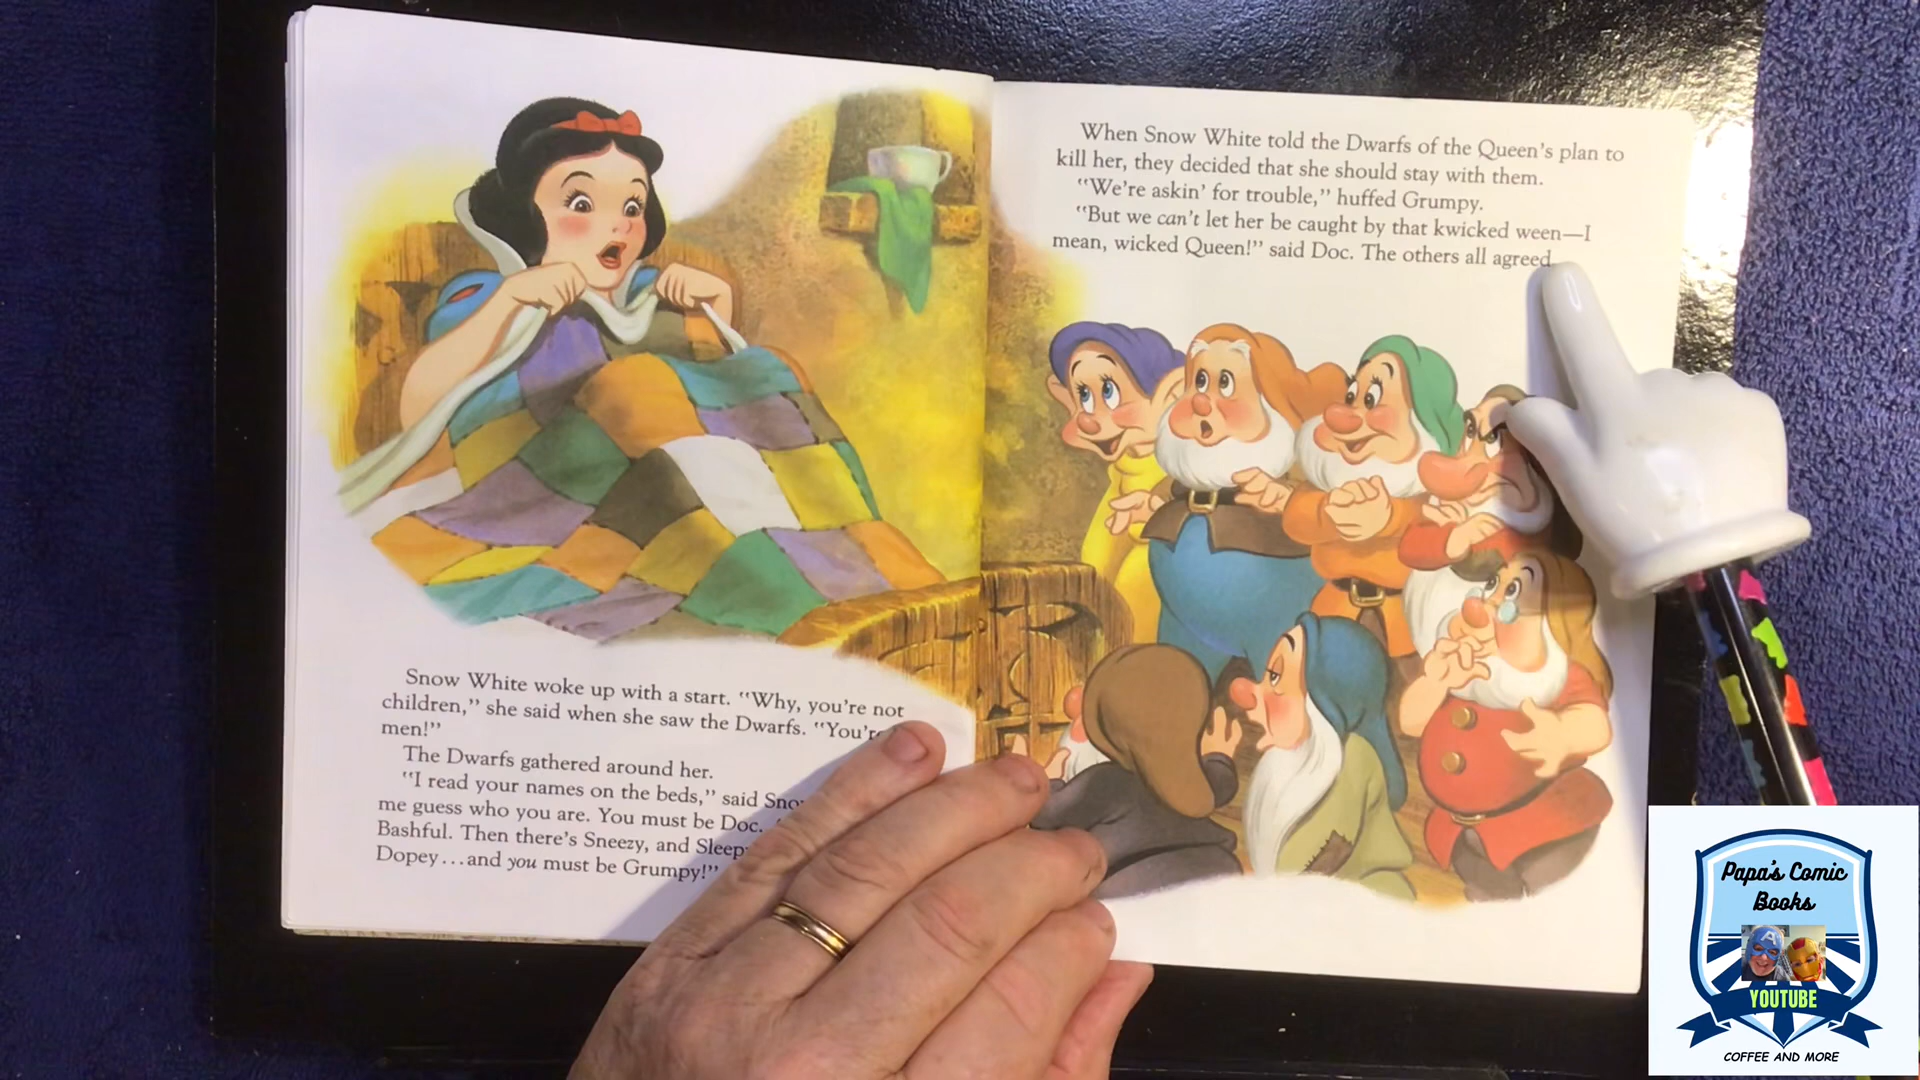 Snow White woke up with a start. "Why, you're not
children," she said when she saw the Dwarfs. "You're
men!"
The Dwarfs gathered around her.
"I read your names on the beds," said
me guess who you are. You must be Doc.
Bashful. Then there's Sneezy, and
Dopey...and you must be Grumpy!"
When Snow White told the Dwarfs of the Queen's plan to
kill her, they decided that she should stay with them.
"We're askin' for trouble," huffed Grumpy.
"But we can't let her be caught by that kwicked ween—I
mean, wicked Queen!" said Doc. The others all agreed.
Papa's Comic
Books
YOUTUBE
COFFEE AND MORE